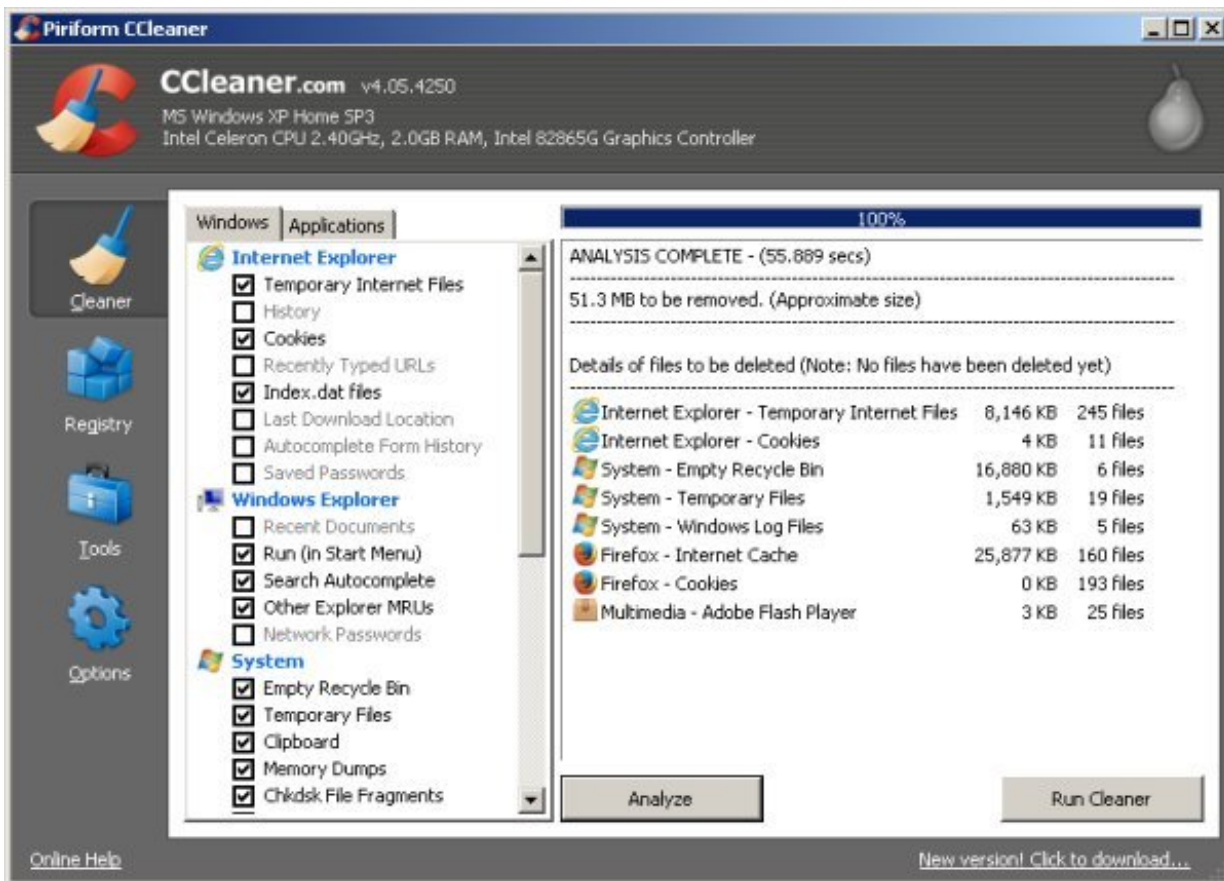 Piriform CCleaner
CCleaner.com v4.05.4250
MS Windows XP Home SP3
Intel Celeron CPU 2.40GHz, 2.0GB RAM, Intel 82865G Graphics Controller
Cleaner
Registry
Tools
Options
Windows Applications
Internet Explorer
Temporary Internet Files
History
Cookies
Recently Typed URLs
Index.dat files
Last Download Location
Autocomplete Form History
Saved Passwords
Windows Explorer
Recent Documents
Run (in Start Menu)
Search Autocomplete
Other Explorer MRUs
Network Passwords
System
Empty Recycle Bin
Temporary Files
Clipboard
Memory Dumps
Chkdsk File Fragments
100%
ANALYSIS COMPLETE - (55.889 secs)
51.3 MB to be removed. (Approximate size)
Details of files to be deleted (Note: No files have been deleted yet)
Internet Explorer - Temporary Internet Files 8,146 KB 245 files
Internet Explorer - Cookies 4 KB 11 files
System - Empty Recycle Bin 16,880 KB 6 files
System - Temporary Files 1,549 KB 19 files
System - Windows Log Files 63 KB 5 files
Firefox - Internet Cache 25,877 KB 160 files
Firefox - Cookies 0 KB 193 files
Multimedia - Adobe Flash Player 3 KB 25 files
Analyze
Run Cleaner
Online Help
New version! Click to download...